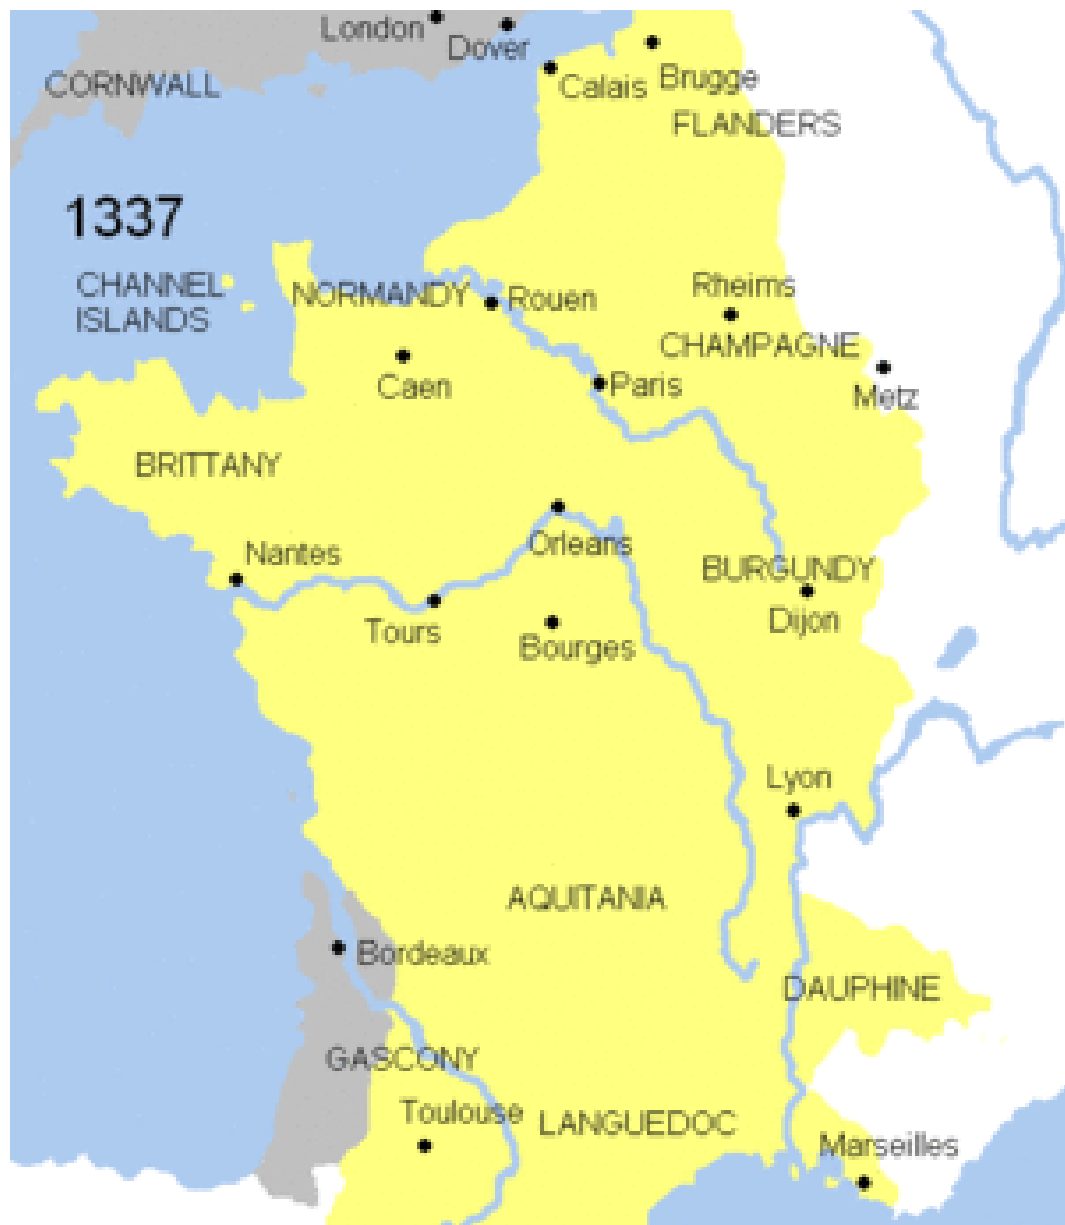 London
Dover
CORNWALL
Calais
Brugge
FLANDERS
1337
CHANNEL
ISLANDS
NORMANDY
Rouen
Rheims
CHAMPAGNE
Caen
Paris
Metz
BRITTANY
Orleans
Nantes
BURGUNDY
Tours
Bourges
Dijon
Lyon
AQUITANIA
Bordeaux
DAUPHINE
GASCONY
Toulouse
LANGUEDOC
Marseilles